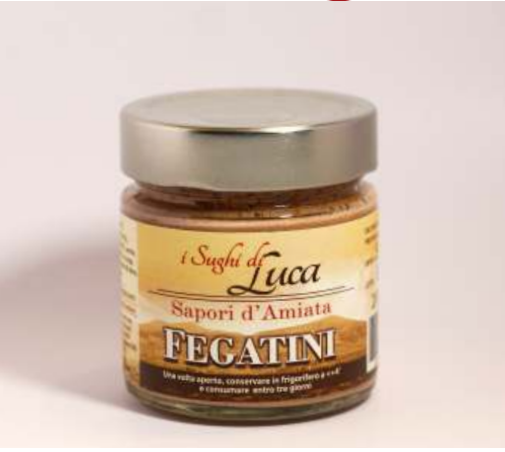 i Sughi di
Luca
Sapori d'Amiata
FEGATINI
Una volta aperto, conservare in frigorifero a <+4°
e consumare entro tre giorni